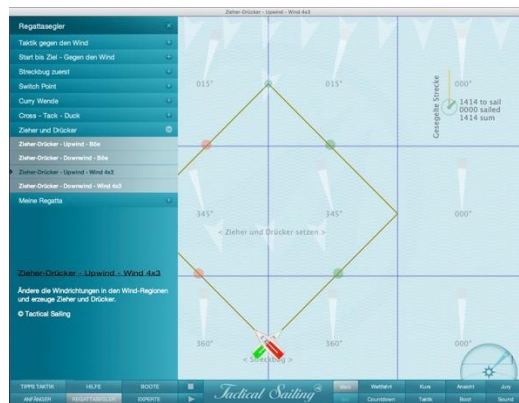 Zieher-Drücker - Upwind - Wind 4x3
Regattasegler
Taktik gegen den Wind
Start bis Ziel - Gegen den Wind
Streckbug zuerst
Switch Point
Curry Wende
Cross - Tack - Duck
Zieher und Drücker
Zieher-Drücker - Upwind - Böe
Zieher-Drücker - Downwind - Böe
Zieher-Drücker - Upwind - Wind 4x3
Zieher-Drücker - Downwind - Wind 4x3
Meine Regatta
Zieher-Drücker - Upwind - Wind 4x3
Ändere die Windrichtungen in den Wind-Regionen
und erzeuge Zieher und Drücker.
© Tactical Sailing
015°
015°
000°
Gesegelte Strecke
1414 to sail
0000 sailed
1414 sum
345°
345°
000°
< Zieher und Drücker setzen >
360°
360°
000°
< Streckbug >
TIPPS TAKTIK
HILFE
BOOTE
ANFÄNGER
REGATTASEGLER
EXPERTE
Tactical Sailing
Wettfahrt
Kurs
Ansicht
Jury
Countdown
Taktik
Boot
Sound